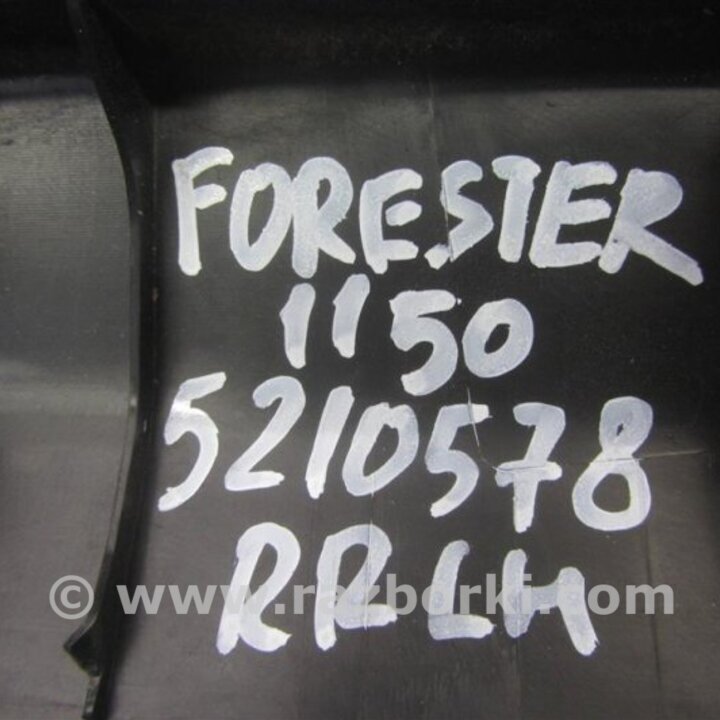 FORESTER
1150
5210578
RRLH
© www.razborki.com